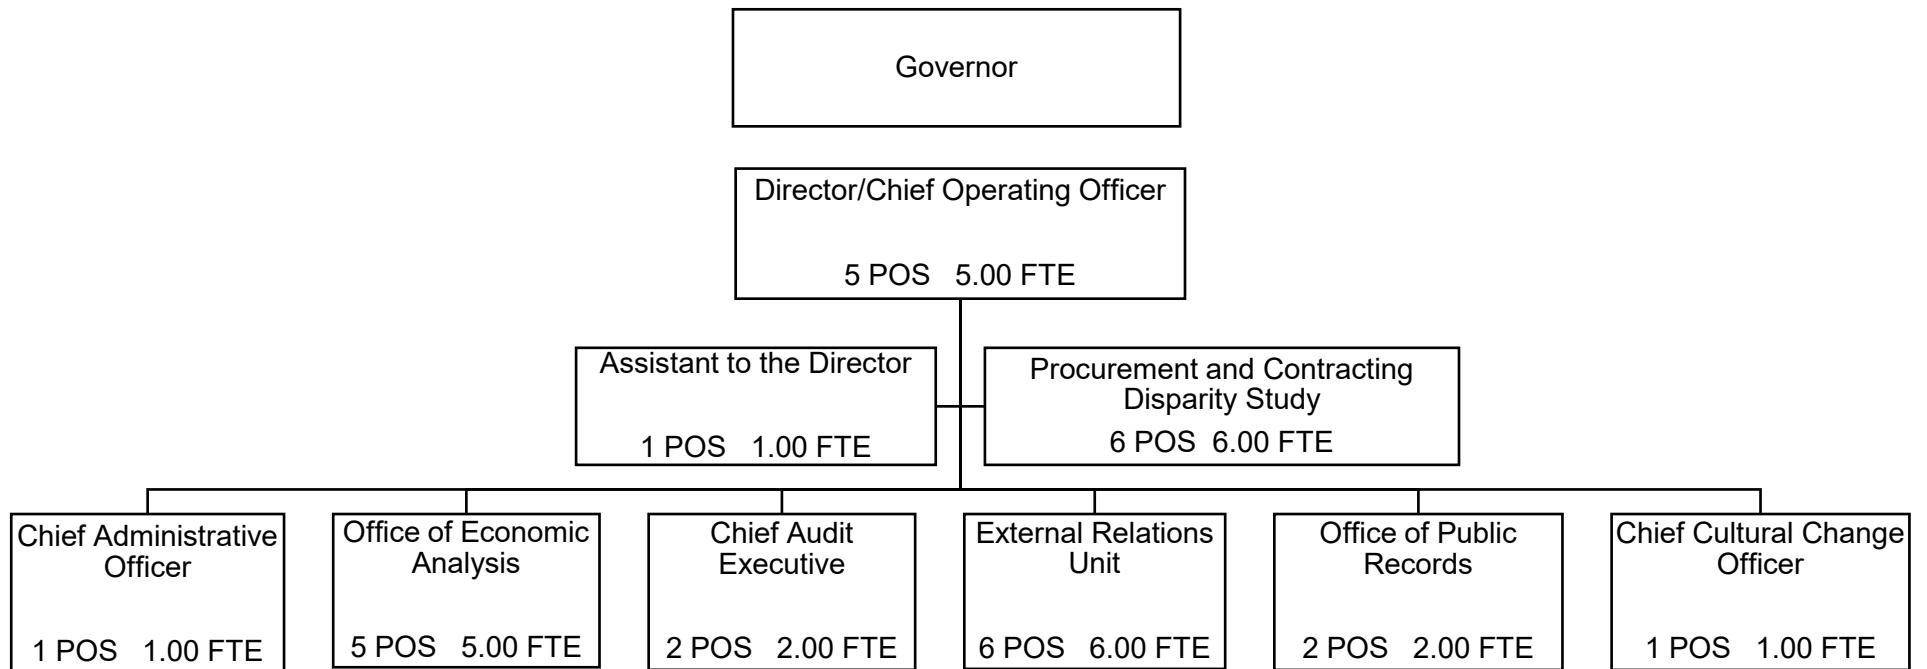 Governor
Director/Chief Operating Officer
5 POS 5.00 FTE
Assistant to the Director
1 POS 1.00 FTE
Procurement and Contracting
Disparity Study
6 POS 6.00 FTE
Chief Administrative
Officer
1 POS 1.00 FTE
Office of Economic
Analysis
5 POS 5.00 FTE
Chief Audit
Executive
2 POS 2.00 FTE
External Relations
Unit
6 POS 6.00 FTE
Office of Public
Records
2 POS 2.00 FTE
Chief Cultural Change
Officer
1 POS 1.00 FTE